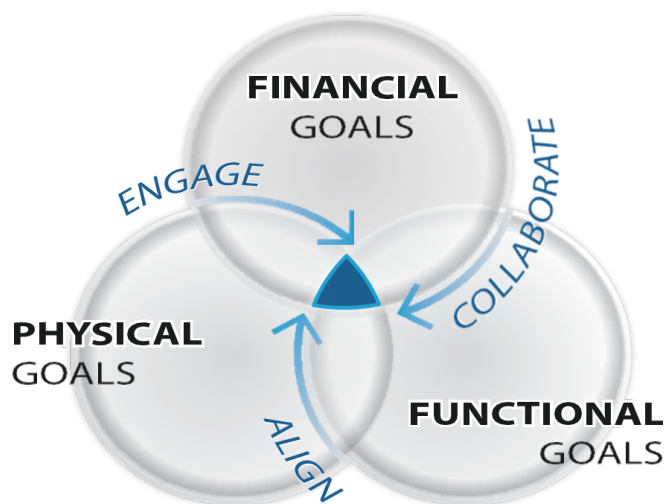 FINANCIAL
GOALS
ENGAGE
COLLABORATE
PHYSICAL
GOALS
FUNCTIONAL
GOALS
ALIGN